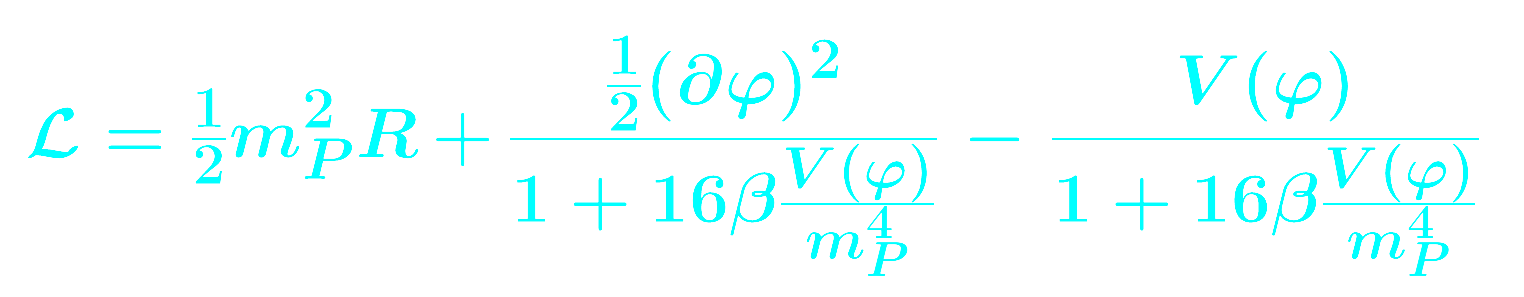 \mathcal{L} = \frac{1}{2} m_P^2 R + \frac{\frac{1}{2}(\partial\varphi)^2}{1 + 16\beta \frac{V(\varphi)}{m_P^4}} - \frac{V(\varphi)}{1 + 16\beta \frac{V(\varphi)}{m_P^4}}